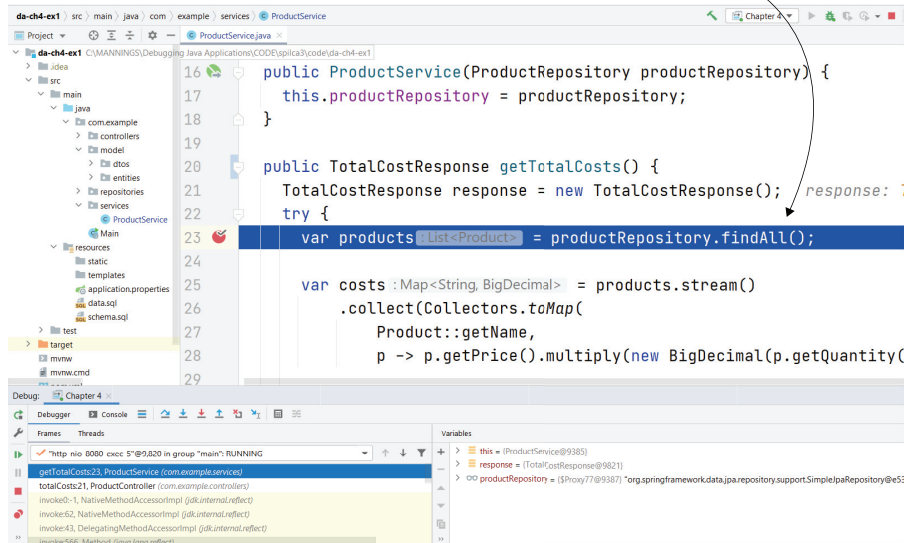 da-ch4-ex1 › src › main › java › com › example › services › ProductService
Chapter 4
Project
ProductService.java ×
da-ch4-ex1 C:\MANNINGS\Debugging Java Applications\CODE\spilca3\code\da-ch4-ex1
.idea
src
main
java
com.example
controllers
model
dtos
entities
repositories
services
ProductService
Main
resources
static
templates
application.properties
data.sql
schema.sql
test
target
mvnw
mvnw.cmd
16 public ProductService(ProductRepository productRepository) {
17 this.productRepository = productRepository;
18 }
19
20 public TotalCostResponse getTotalCosts() {
21 TotalCostResponse response = new TotalCostResponse(); response:
22 try {
23 var products : List<Product> = productRepository.findAll();
24
25 var costs : Map<String, BigDecimal> = products.stream()
26 .collect(Collectors.toMap(
27 Product::getName,
28 p -> p.getPrice().multiply(new BigDecimal(p.getQuantity(
29
Debug: Chapter 4 ×
Debugger Console
Frames Threads
"http nio 8080 exec 5"@9,820 in group "main": RUNNING
getTotalCosts:23, ProductService (com.example.services)
totalCosts:21, ProductController (com.example.controllers)
invoke0:-1, NativeMethodAccessorImpl (jdk.internal.reflect)
invoke:62, NativeMethodAccessorImpl (jdk.internal.reflect)
invoke:43, DelegatingMethodAccessorImpl (jdk.internal.reflect)
invoke:566, Method (java.lang.reflect)
Variables
this = {ProductService@9385}
response = {TotalCostResponse@9821}
productRepository = {$Proxy77@9387} "org.springframework.data.jpa.repository.support.SimpleJpaRepository@e53